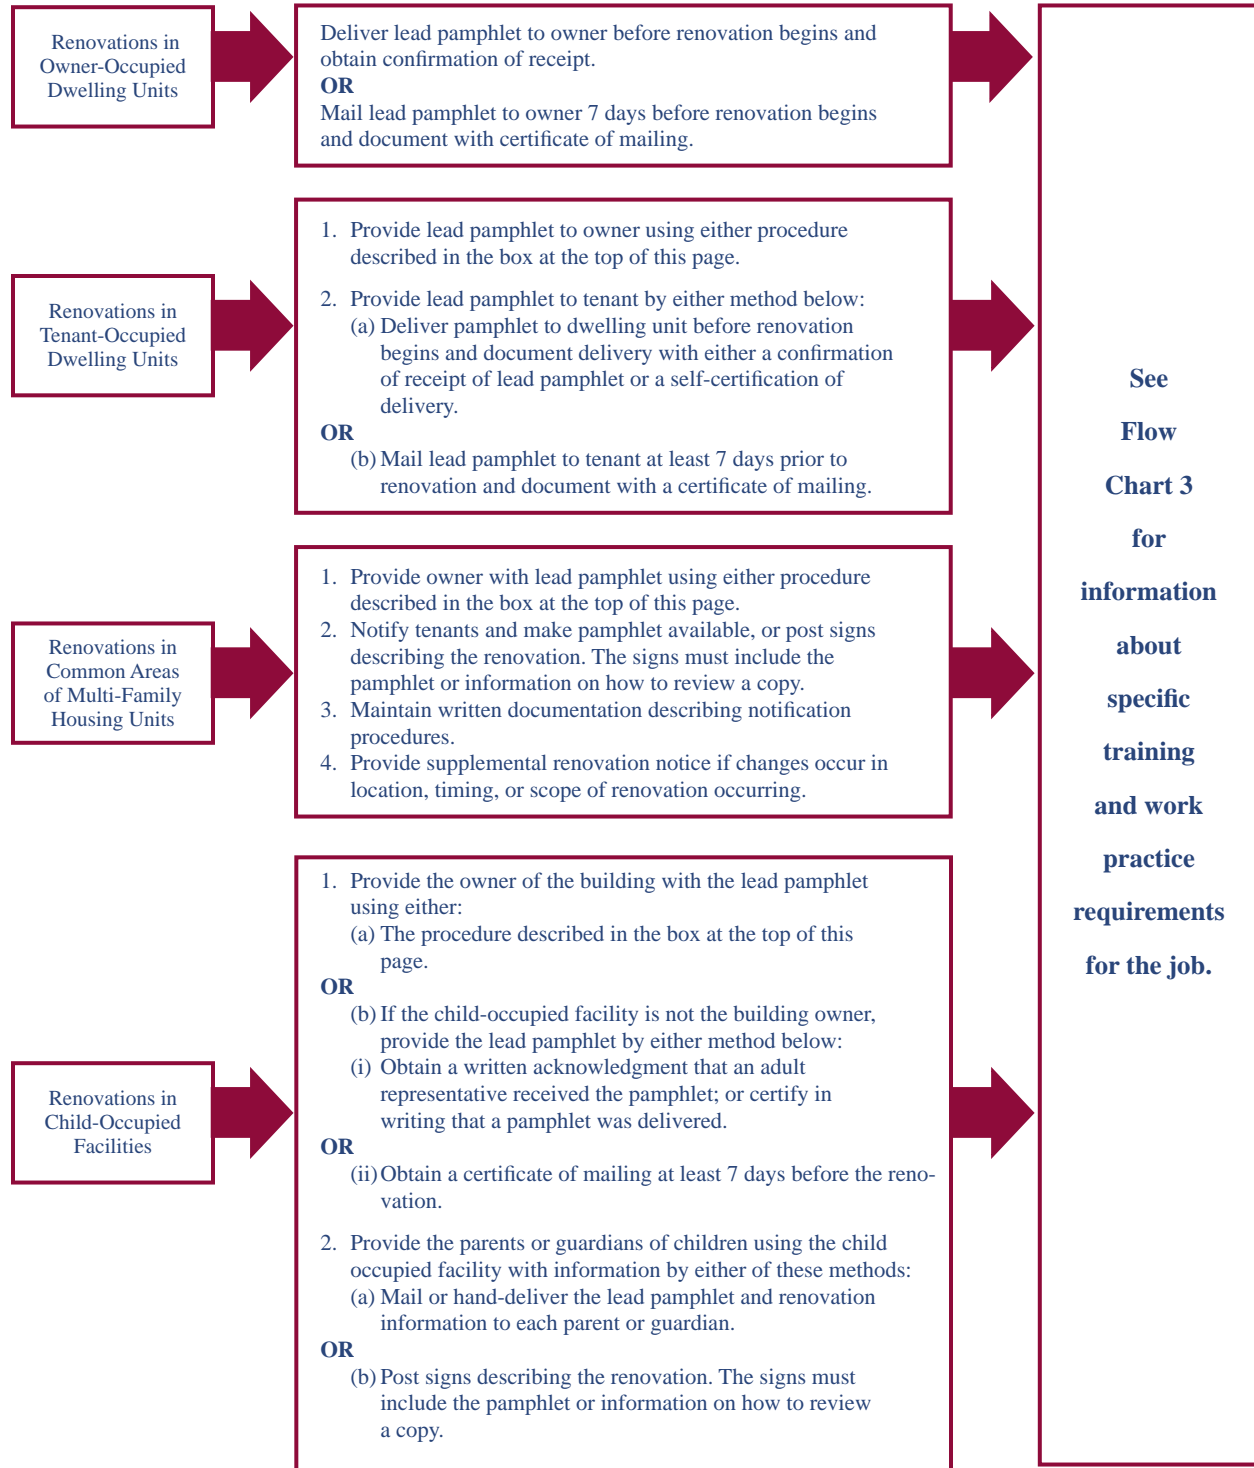 Renovations in
Owner-Occupied
Dwelling Units
Deliver lead pamphlet to owner before renovation begins and
obtain confirmation of receipt.
OR
Mail lead pamphlet to owner 7 days before renovation begins
and document with certificate of mailing.
Renovations in
Tenant-Occupied
Dwelling Units
1. Provide lead pamphlet to owner using either procedure
described in the box at the top of this page.
2. Provide lead pamphlet to tenant by either method below:
(a) Deliver pamphlet to dwelling unit before renovation
begins and document delivery with either a confirmation
of receipt of lead pamphlet or a self-certification of
delivery.
OR
(b) Mail lead pamphlet to tenant at least 7 days prior to
renovation and document with a certificate of mailing.
Renovations in
Common Areas
of Multi-Family
Housing Units
1. Provide owner with lead pamphlet using either procedure
described in the box at the top of this page.
2. Notify tenants and make pamphlet available, or post signs
describing the renovation. The signs must include the
pamphlet or information on how to review a copy.
3. Maintain written documentation describing notification
procedures.
4. Provide supplemental renovation notice if changes occur in
location, timing, or scope of renovation occurring.
Renovations in
Child-Occupied
Facilities
1. Provide the owner of the building with the lead pamphlet
using either:
(a) The procedure described in the box at the top of this
page.
OR
(b) If the child-occupied facility is not the building owner,
provide the lead pamphlet by either method below:
(i) Obtain a written acknowledgment that an adult
representative received the pamphlet; or certify in
writing that a pamphlet was delivered.
OR
(ii) Obtain a certificate of mailing at least 7 days before the reno-
vation.
2. Provide the parents or guardians of children using the child
occupied facility with information by either of these methods:
(a) Mail or hand-deliver the lead pamphlet and renovation
information to each parent or guardian.
OR
(b) Post signs describing the renovation. The signs must
include the pamphlet or information on how to review
a copy.
See
Flow
Chart 3
for
information
about
specific
training
and work
practice
requirements
for the job.